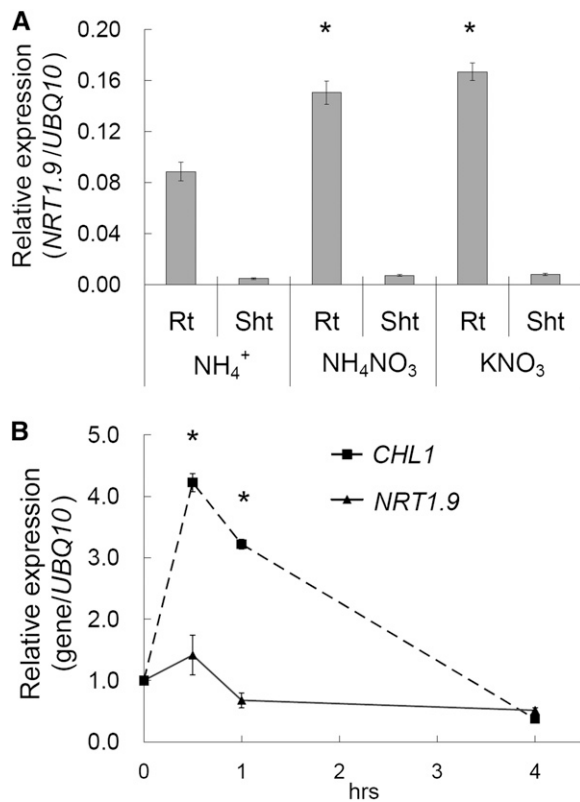 A
Relative expression
(NRT1.9/UBQ10)
0.20
0.16
0.12
0.08
0.04
0.00
* *
Rt Sht Rt Sht Rt Sht
NH₄⁺ NH₄NO₃ KNO₃
B
Relative expression
(gene/UBQ10)
5.0
4.0
3.0
2.0
1.0
0.0
*
*
CHL1
NRT1.9
0 1 2 3 4
hrs